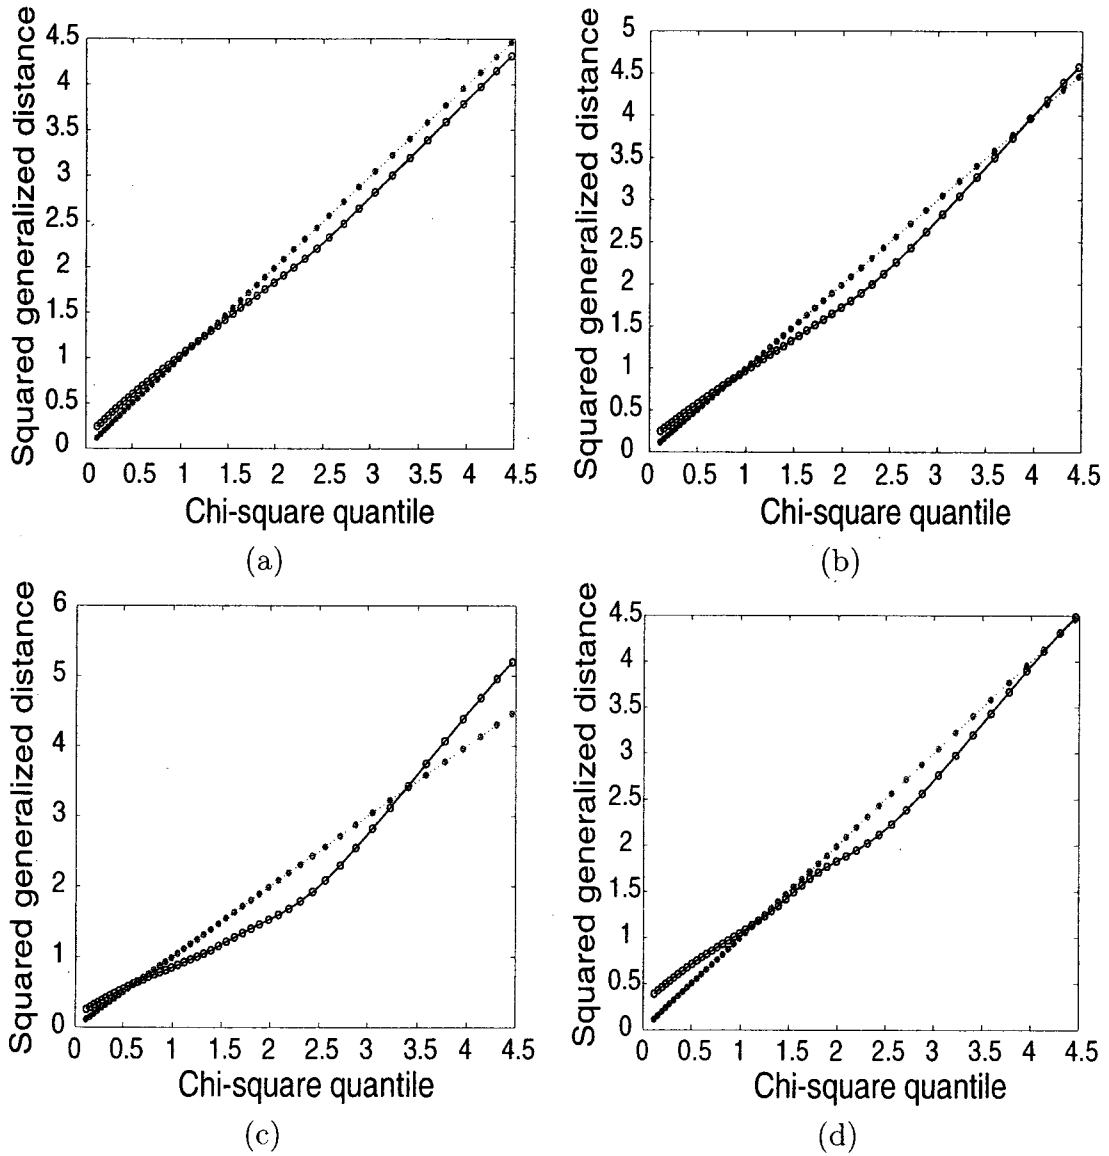 Squared generalized distance
4.5
4
3.5
3
2.5
2
1.5
1
0.5
0
0 0.5 1 1.5 2 2.5 3 3.5 4 4.5
Chi-square quantile
(a)
Squared generalized distance
5
4.5
4
3.5
3
2.5
2
1.5
1
0.5
0
0 0.5 1 1.5 2 2.5 3 3.5 4 4.5
Chi-square quantile
(b)
Squared generalized distance
6
5
4
3
2
1
0
0 0.5 1 1.5 2 2.5 3 3.5 4 4.5
Chi-square quantile
(c)
Squared generalized distance
4.5
4
3.5
3
2.5
2
1.5
1
0.5
0
0 0.5 1 1.5 2 2.5 3 3.5 4 4.5
Chi-square quantile
(d)